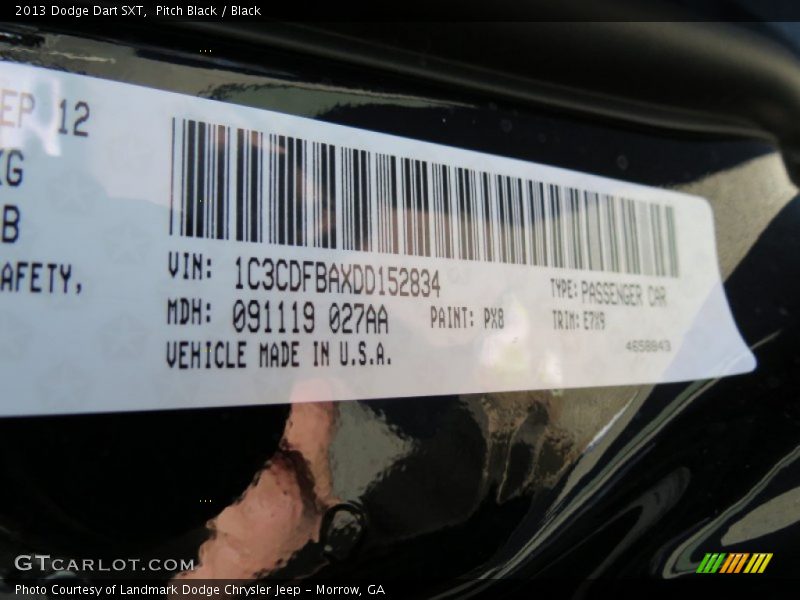 2013 Dodge Dart SXT,  Pitch Black / Black
EP 12
KG
B
AFETY,
VIN: 1C3CDFBAXDD152834
TYPE: PASSENGER CAR
MDH: 091119 027AA
PAINT: PX8
TRIM: E7X9
VEHICLE MADE IN U.S.A.
4658843
GTCARLOT.COM
Photo Courtesy of Landmark Dodge Chrysler Jeep - Morrow, GA